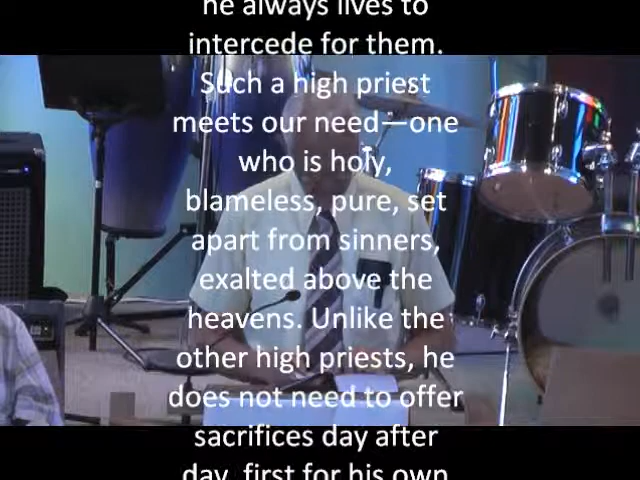 he always lives to
intercede for them.
Such a high priest
meets our need—one
who is holy,
blameless, pure, set
apart from sinners,
exalted above the
heavens. Unlike the
other high priests, he
does not need to offer
sacrifices day after
day, first for his own